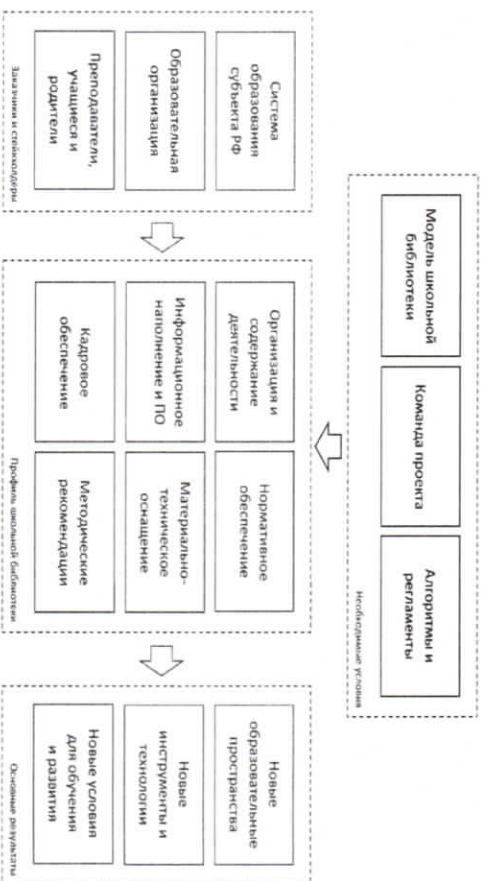 Модель школьной
библиотеки
Команда проекта
Алгоритмы и
регламенты
Необходимые условия
Система
образования
субъекта РФ
Образовательная
организация
Преподаватели,
учащиеся и
родители
Заказчики и стейкхолдеры
Организация и
содержание
деятельности
Нормативное
обеспечение
Информационное
наполнение и ПО
Материально-
техническое
оснащение
Кадровое
обеспечение
Методические
рекомендации
Профиль школьной библиотеки
Новые
образовательные
пространства
Новые
инструменты и
технологии
Новые условия
для обучения
и развития
Основные результаты